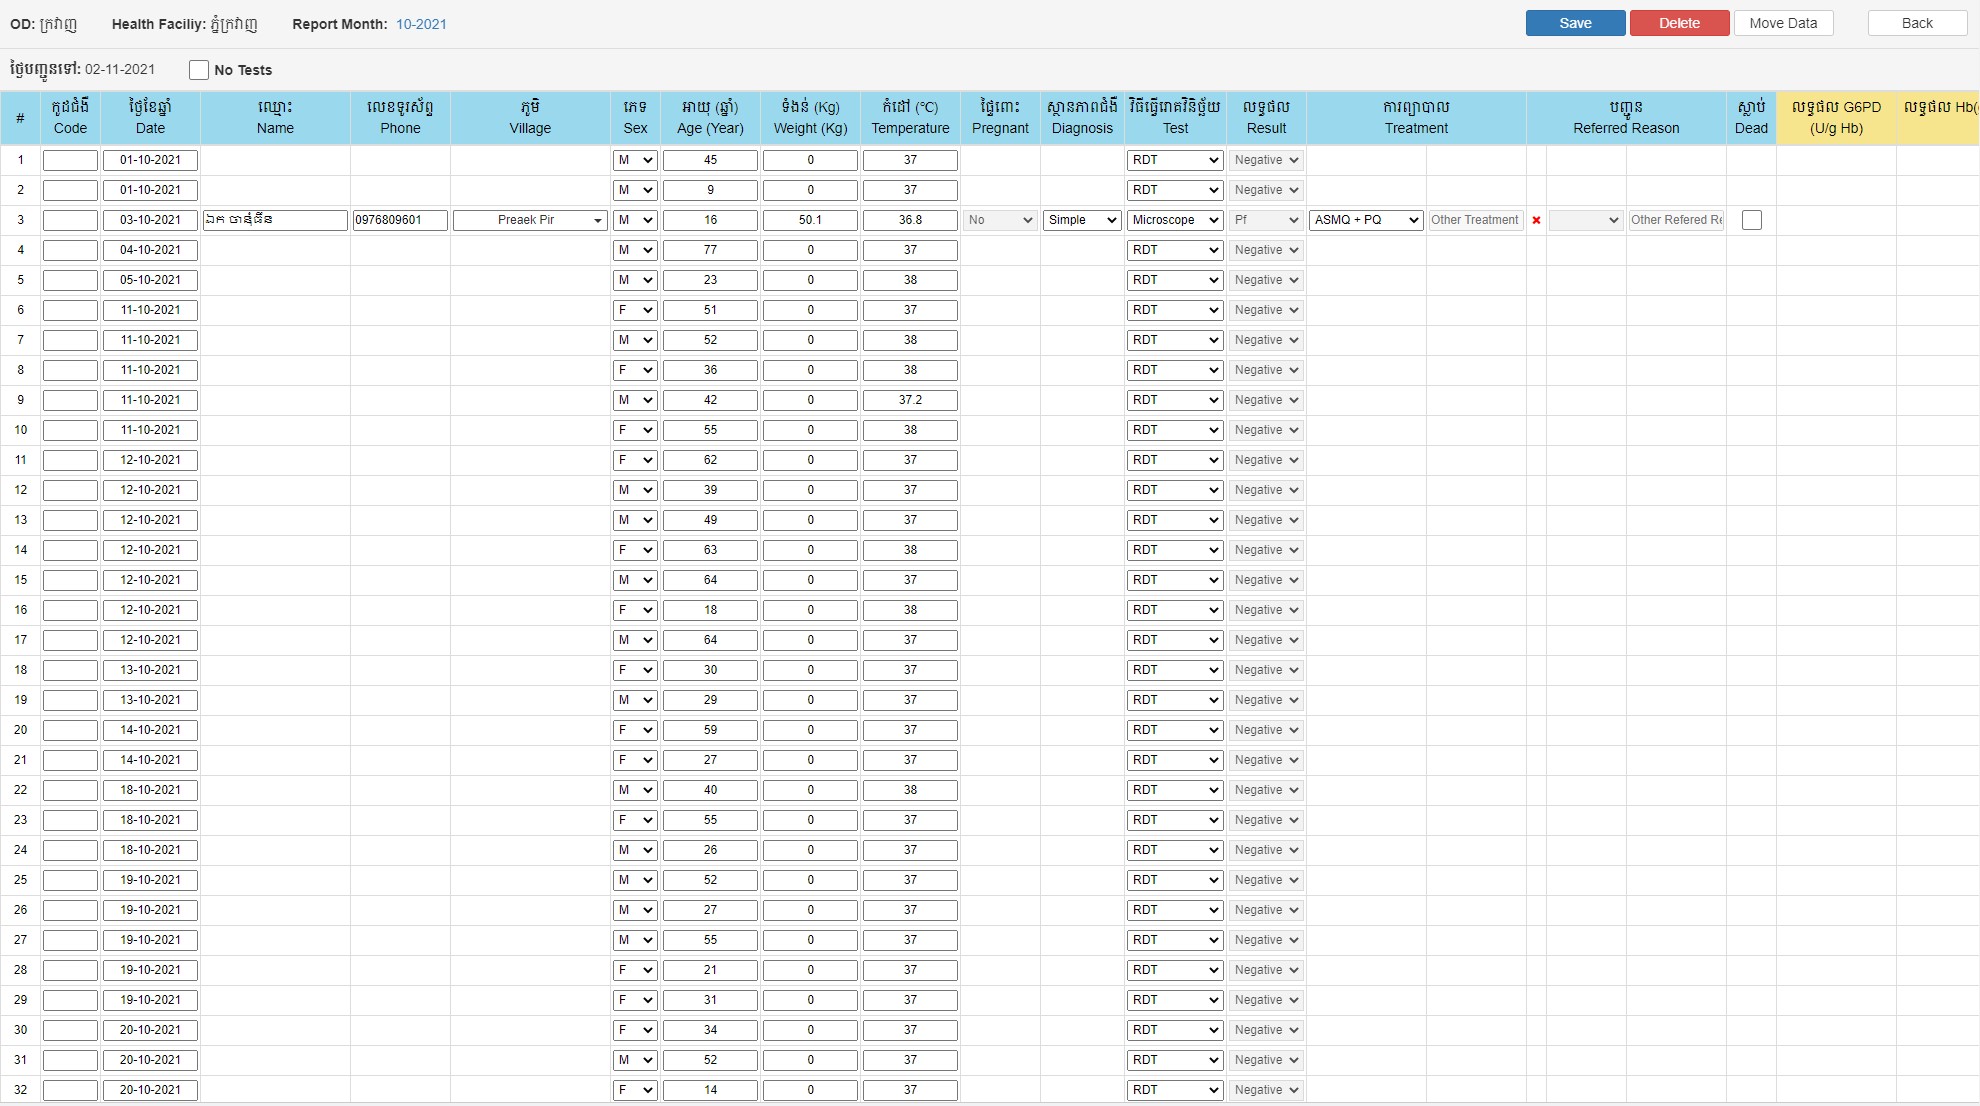 OD: ក្រវាញ Health Faciliy: ភ្នំក្រវាញ Report Month: 10-2021 Save Delete Move Data Back
ថ្ងៃបញ្ជូនទៅ: 02-11-2021 No Tests
# កូដជំងឺ ថ្ងៃខែឆ្នាំ ឈ្មោះ លេខទូរស័ព្ទ ភូមិ ភេទ អាយុ (ឆ្នាំ) ទំងន់ (Kg) កំដៅ (°C) ផ្ទៃពោះ ស្ថានភាពជំងឺ វិធីធ្វើរោគវិនិច្ឆ័យ លទ្ធផល ការព្យាបាល បញ្ជូន ស្លាប់ លទ្ធផល G6PD លទ្ធផល Hb(
Code Date Name Phone Village Sex Age (Year) Weight (Kg) Temperature Pregnant Diagnosis Test Result Treatment Referred Reason Dead (U/g Hb)
1 01-10-2021 M 45 0 37 RDT Negative
2 01-10-2021 M 9 0 37 RDT Negative
3 03-10-2021 ឯក 0976809601 Preaek Pir M 16 50.1 36.8 No Simple Microscope Pf ASMQ + PQ Other Treatment Other Refered Re
4 04-10-2021 M 77 0 37 RDT Negative
5 05-10-2021 M 23 0 38 RDT Negative
6 11-10-2021 F 51 0 37 RDT Negative
7 11-10-2021 M 52 0 38 RDT Negative
8 11-10-2021 F 36 0 38 RDT Negative
9 11-10-2021 M 42 0 37.2 RDT Negative
10 11-10-2021 F 55 0 38 RDT Negative
11 12-10-2021 F 62 0 37 RDT Negative
12 12-10-2021 M 39 0 37 RDT Negative
13 12-10-2021 M 49 0 37 RDT Negative
14 12-10-2021 F 63 0 38 RDT Negative
15 12-10-2021 M 64 0 37 RDT Negative
16 12-10-2021 F 18 0 38 RDT Negative
17 12-10-2021 M 64 0 37 RDT Negative
18 13-10-2021 F 30 0 37 RDT Negative
19 13-10-2021 M 29 0 37 RDT Negative
20 14-10-2021 F 59 0 37 RDT Negative
21 14-10-2021 F 27 0 37 RDT Negative
22 18-10-2021 M 40 0 38 RDT Negative
23 18-10-2021 F 55 0 37 RDT Negative
24 18-10-2021 M 26 0 37 RDT Negative
25 19-10-2021 M 52 0 37 RDT Negative
26 19-10-2021 M 27 0 37 RDT Negative
27 19-10-2021 M 55 0 37 RDT Negative
28 19-10-2021 F 21 0 37 RDT Negative
29 19-10-2021 F 31 0 37 RDT Negative
30 20-10-2021 F 34 0 37 RDT Negative
31 20-10-2021 M 52 0 37 RDT Negative
32 20-10-2021 F 14 0 37 RDT Negative